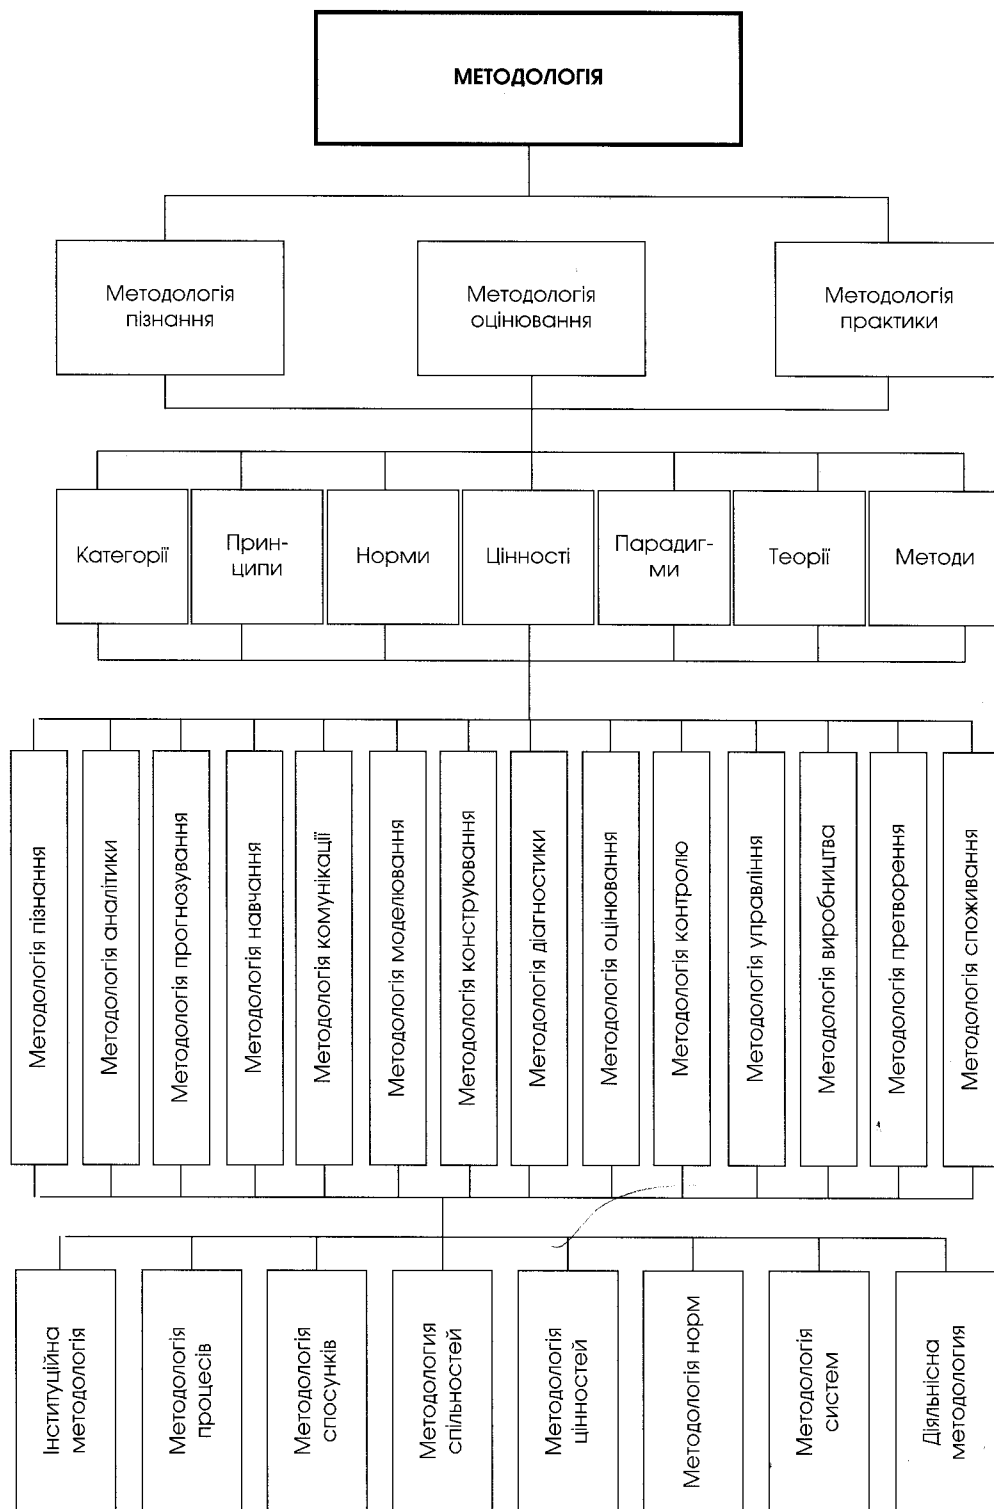 МЕТОДОЛОГІЯ
Методологія
пізнання
Методологія
оцінювання
Методологія
практики
Категорії
Прин-
ципи
Норми
Цінності
Парадиг-
ми
Теорії
Методи
Методологія пізнання
Методологія аналітики
Методологія прогнозування
Методологія навчання
Методологія комунікації
Методологія моделювання
Методологія конструювання
Методологія діагностики
Методологія оцінювання
Методологія контролю
Методологія управління
Методологія виробництва
Методологія претворення
Методологія споживання
Інституційна
методологія
Методологія
процесів
Методологія
спосунків
Методология
спільностей
Методологія
цінностей
Методологія норм
Методологія
систем
Діяльнісна
методология